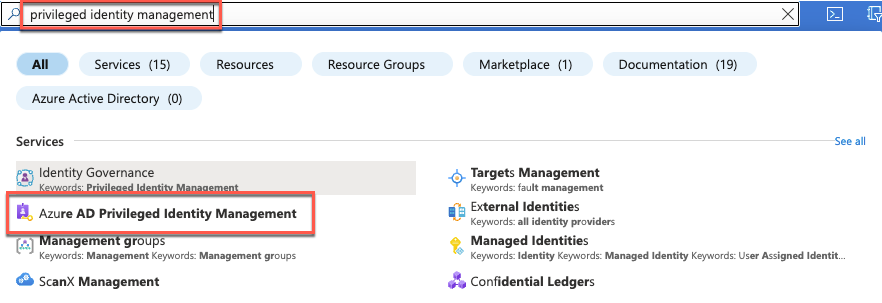 privileged identity management
All Services (15) Resources Resource Groups Marketplace (1) Documentation (19)
Azure Active Directory (0)
Services See all
Identity Governance
Keywords: Privileged Identity Management
Azure AD Privileged Identity Management
Management groups
Keywords: Management Keywords: Management groups
ScanX Management
Targets Management
Keywords: fault management
External Identities
Keywords: all identity providers
Managed Identities
Keywords: Identity Keywords: Managed Identity Keywords: User Assigned Identit...
Confidential Ledgers